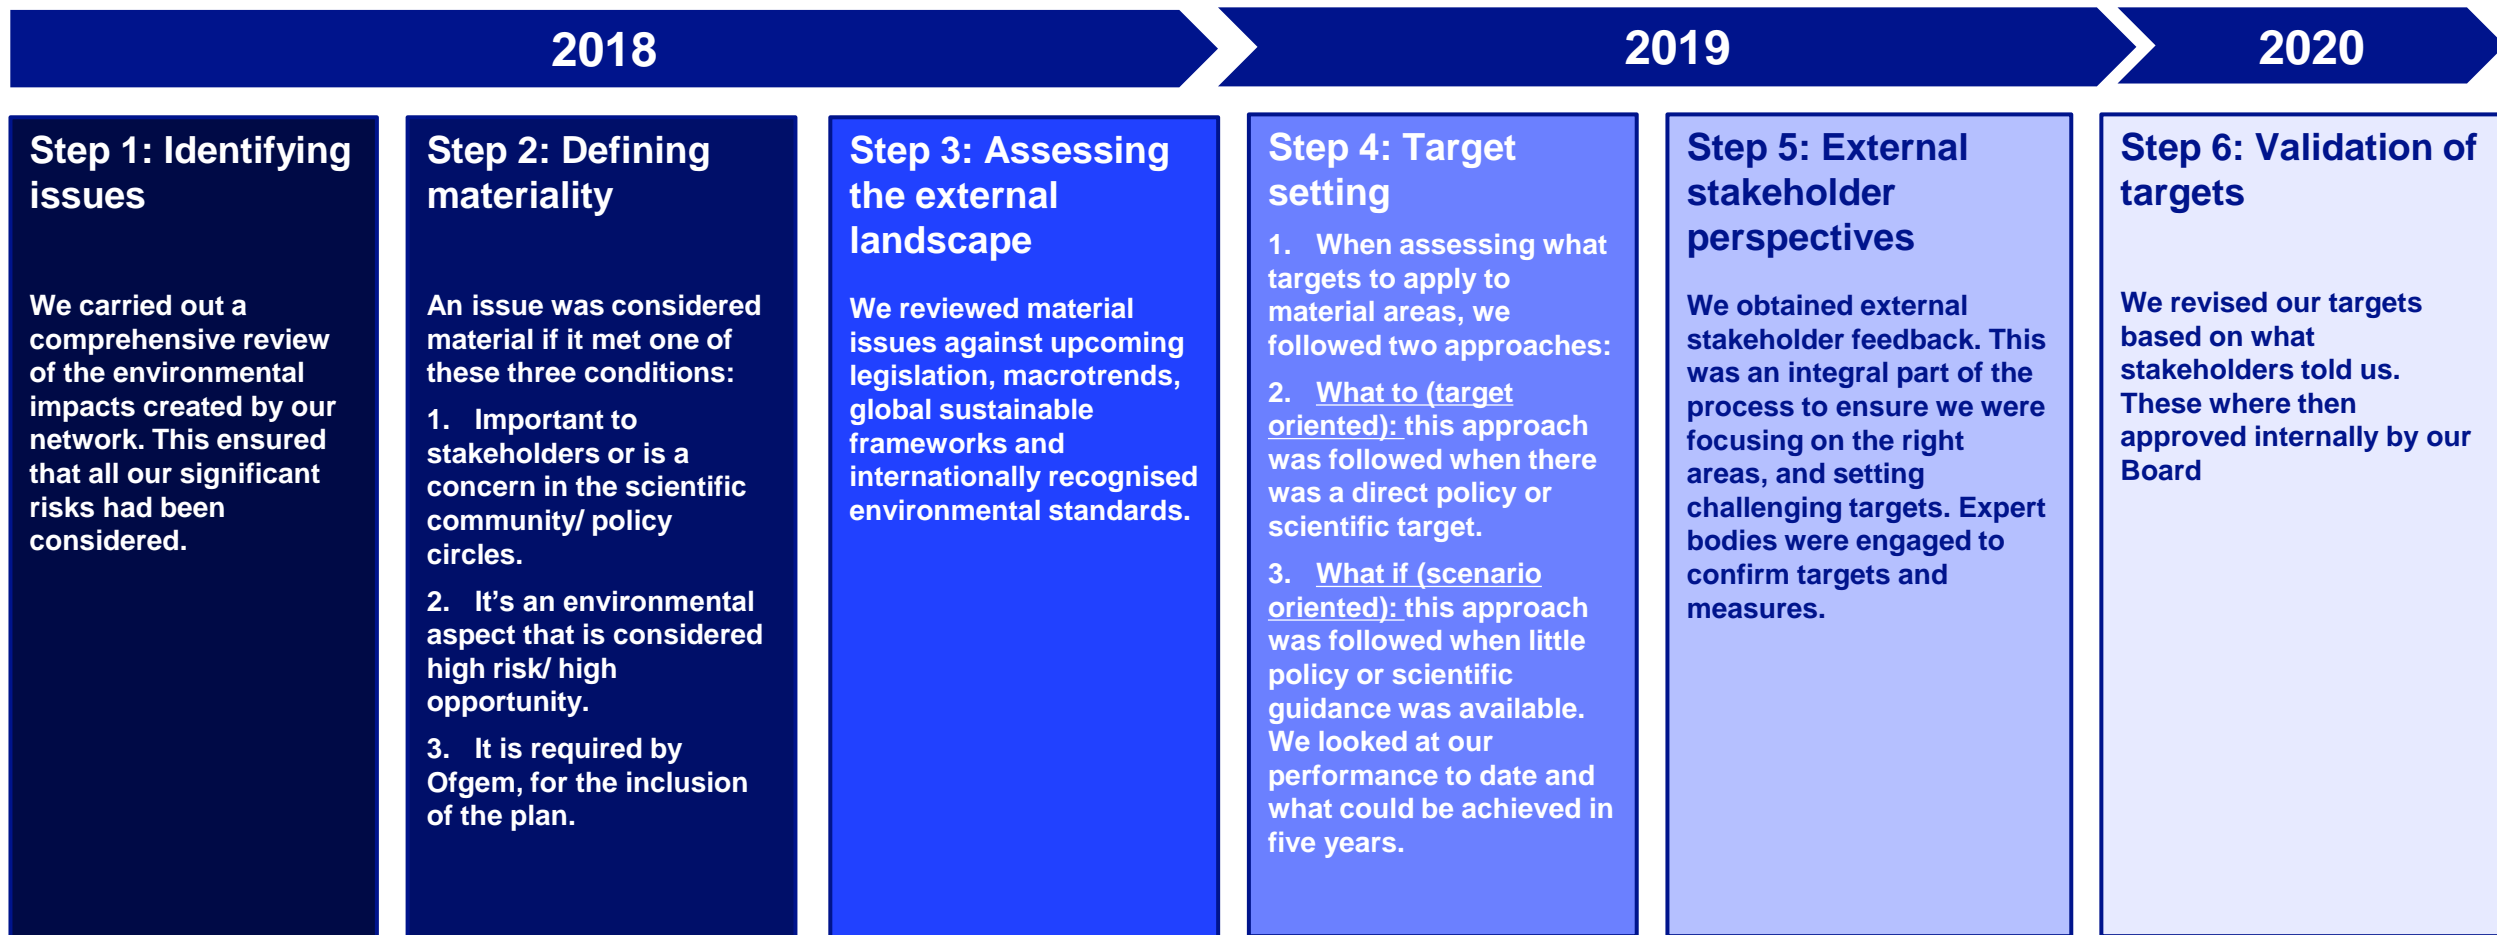 2018
2019
2020
Step 1: Identifying
issues
We carried out a
comprehensive review
of the environmental
impacts created by our
network. This ensured
that all our significant
risks had been
considered.
Step 2: Defining
materiality
An issue was considered
material if it met one of
these three conditions:
1. Important to
stakeholders or is a
concern in the scientific
community/ policy
circles.
2. It’s an environmental
aspect that is considered
high risk/ high
opportunity.
3. It is required by
Ofgem, for the inclusion
of the plan.
Step 3: Assessing
the external
landscape
We reviewed material
issues against upcoming
legislation, macrotrends,
global sustainable
frameworks and
internationally recognised
environmental standards.
Step 4: Target
setting
1. When assessing what
targets to apply to
material areas, we
followed two approaches:
2. What to (target
oriented): this approach
was followed when there
was a direct policy or
scientific target.
3. What if (scenario
oriented): this approach
was followed when little
policy or scientific
guidance was available.
We looked at our
performance to date and
what could be achieved in
five years.
Step 5: External
stakeholder
perspectives
We obtained external
stakeholder feedback. This
was an integral part of the
process to ensure we were
focusing on the right
areas, and setting
challenging targets. Expert
bodies were engaged to
confirm targets and
measures.
Step 6: Validation of
targets
We revised our targets
based on what
stakeholders told us.
These where then
approved internally by our
Board